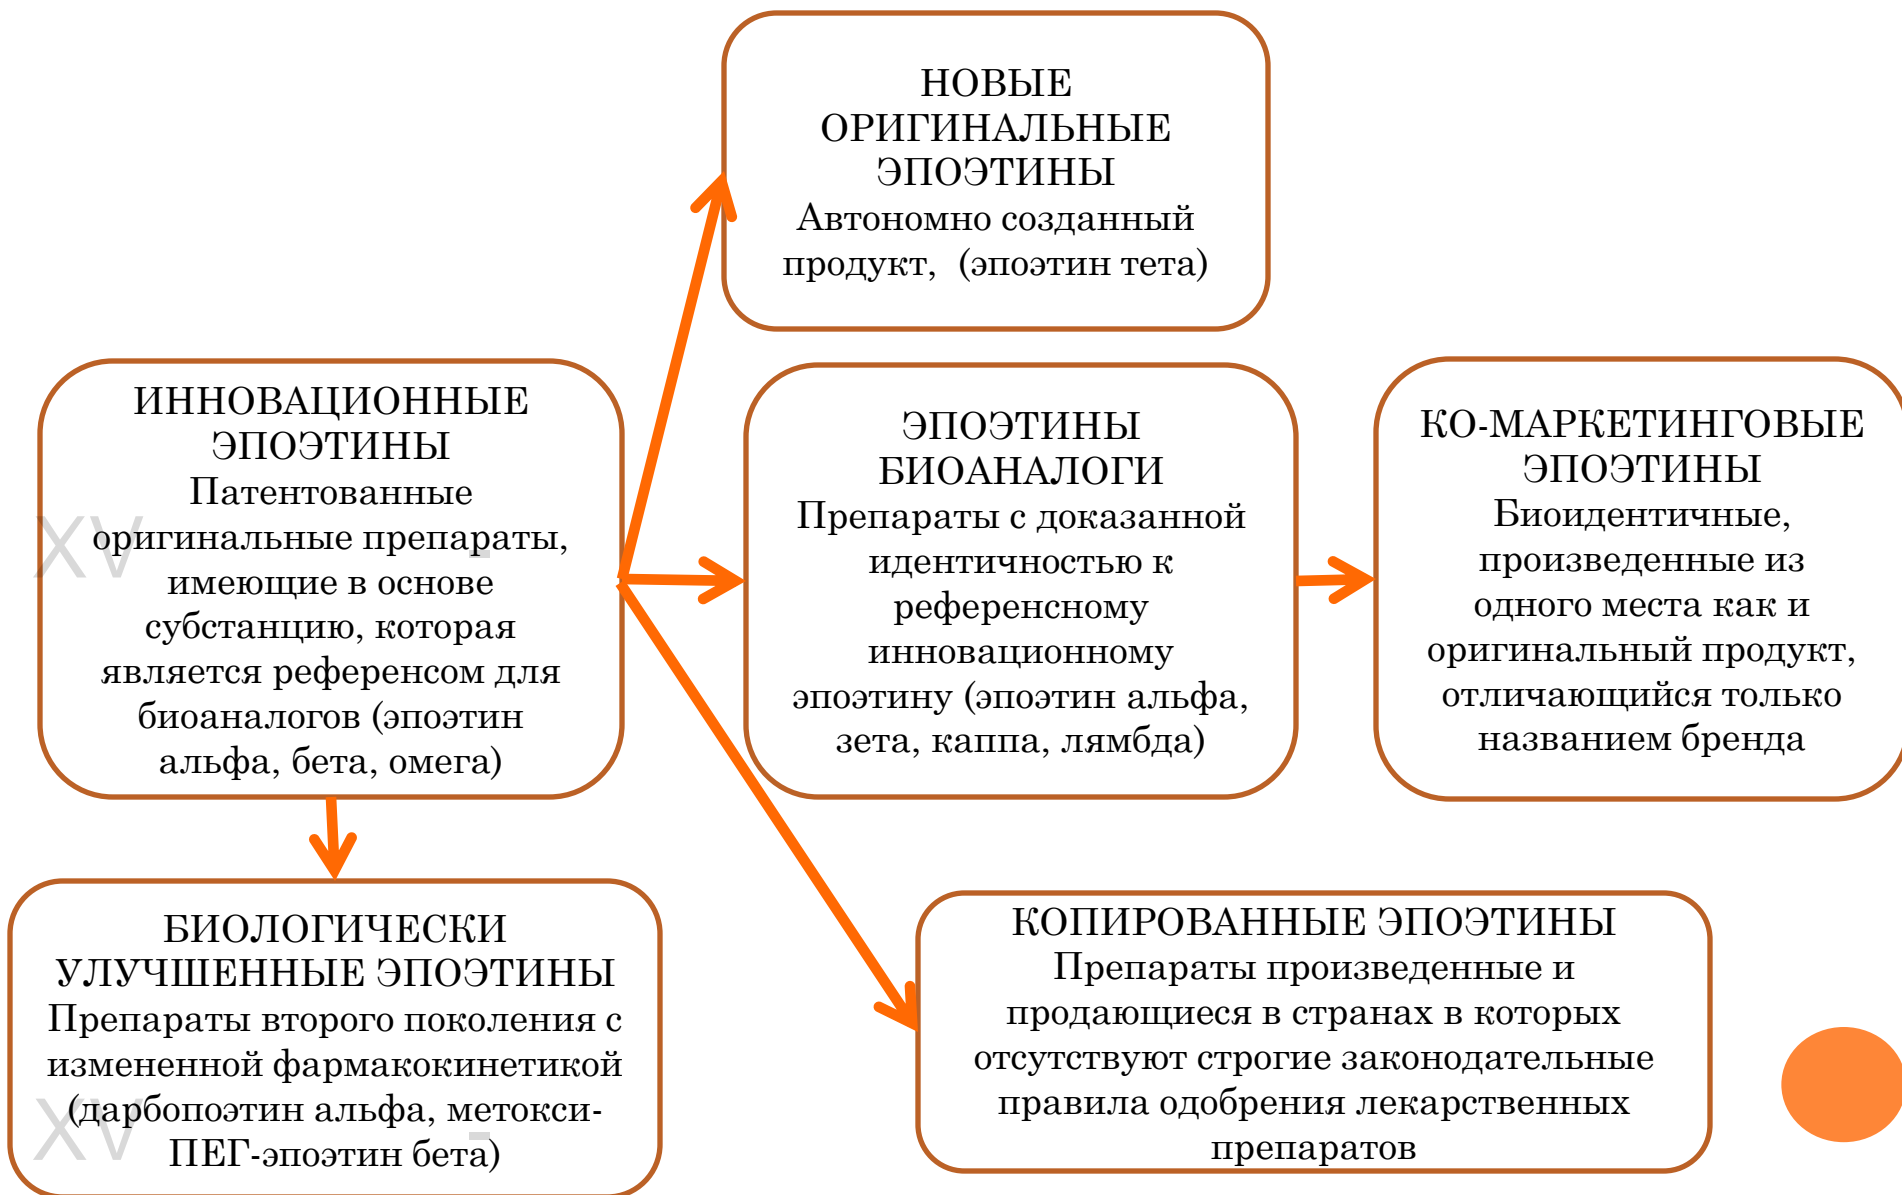 НОВЫЕ
ОРИГИНАЛЬНЫЕ
ЭПОЭТИНЫ
Автономно созданный
продукт, (эпоэтин тета)
ИННОВАЦИОННЫЕ
ЭПОЭТИНЫ
Патентованные
оригинальные препараты,
имеющие в основе
субстанцию, которая
является референсом для
биоаналогов (эпоэтин
альфа, бета, омега)
ЭПОЭТИНЫ
БИОАНАЛОГИ
Препараты с доказанной
идентичностью к
референсному
инновационному
эпоэтину (эпоэтин альфа,
зета, каппа, лямбда)
КО-МАРКЕТИНГОВЫЕ
ЭПОЭТИНЫ
Биоидентичные,
произведенные из
одного места как и
оригинальный продукт,
отличающийся только
названием бренда
БИОЛОГИЧЕСКИ
УЛУЧШЕННЫЕ ЭПОЭТИНЫ
Препараты второго поколения с
измененной фармакокинетикой
(дарбопоэтин альфа, метокси-
ПЕГ-эпоэтин бета)
КОПИРОВАННЫЕ ЭПОЭТИНЫ
Препараты произведенные и
продающиеся в странах в которых
отсутствуют строгие законодательные
правила одобрения лекарственных
препаратов
XV -
XV -